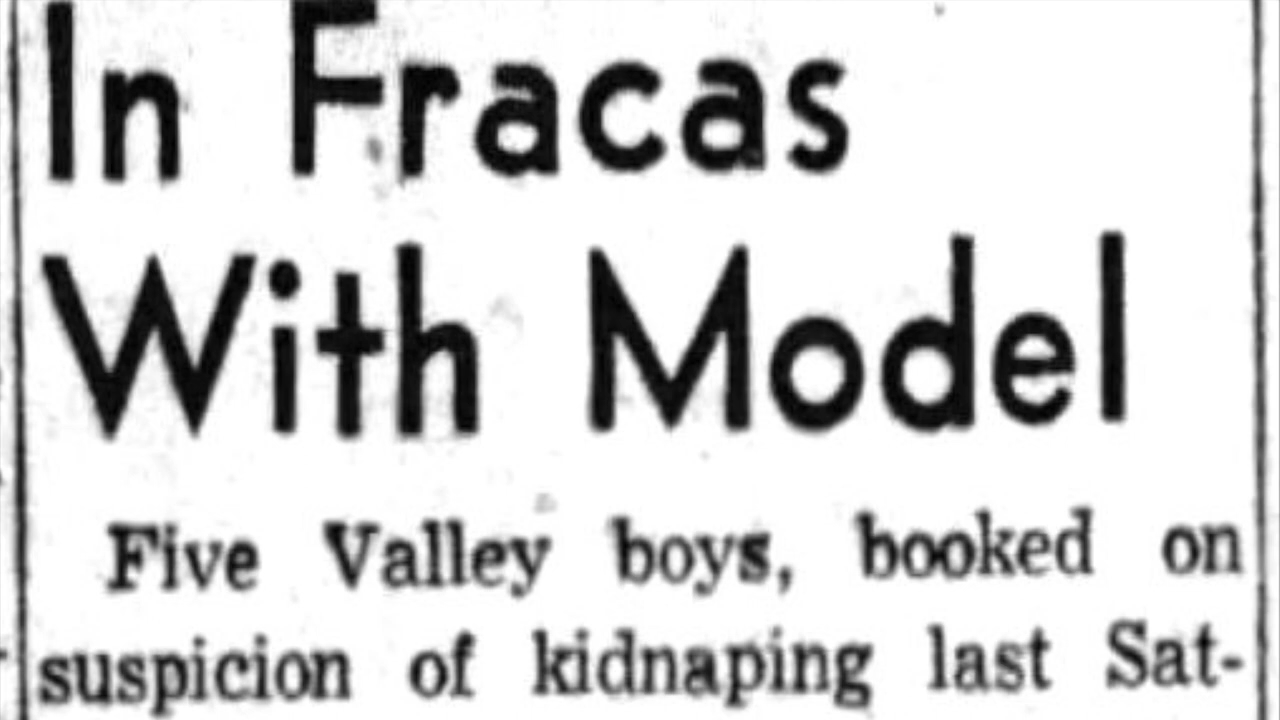 In Fracas
With Model
Five Valley boys, booked on
suspicion of kidnaping last Sat-